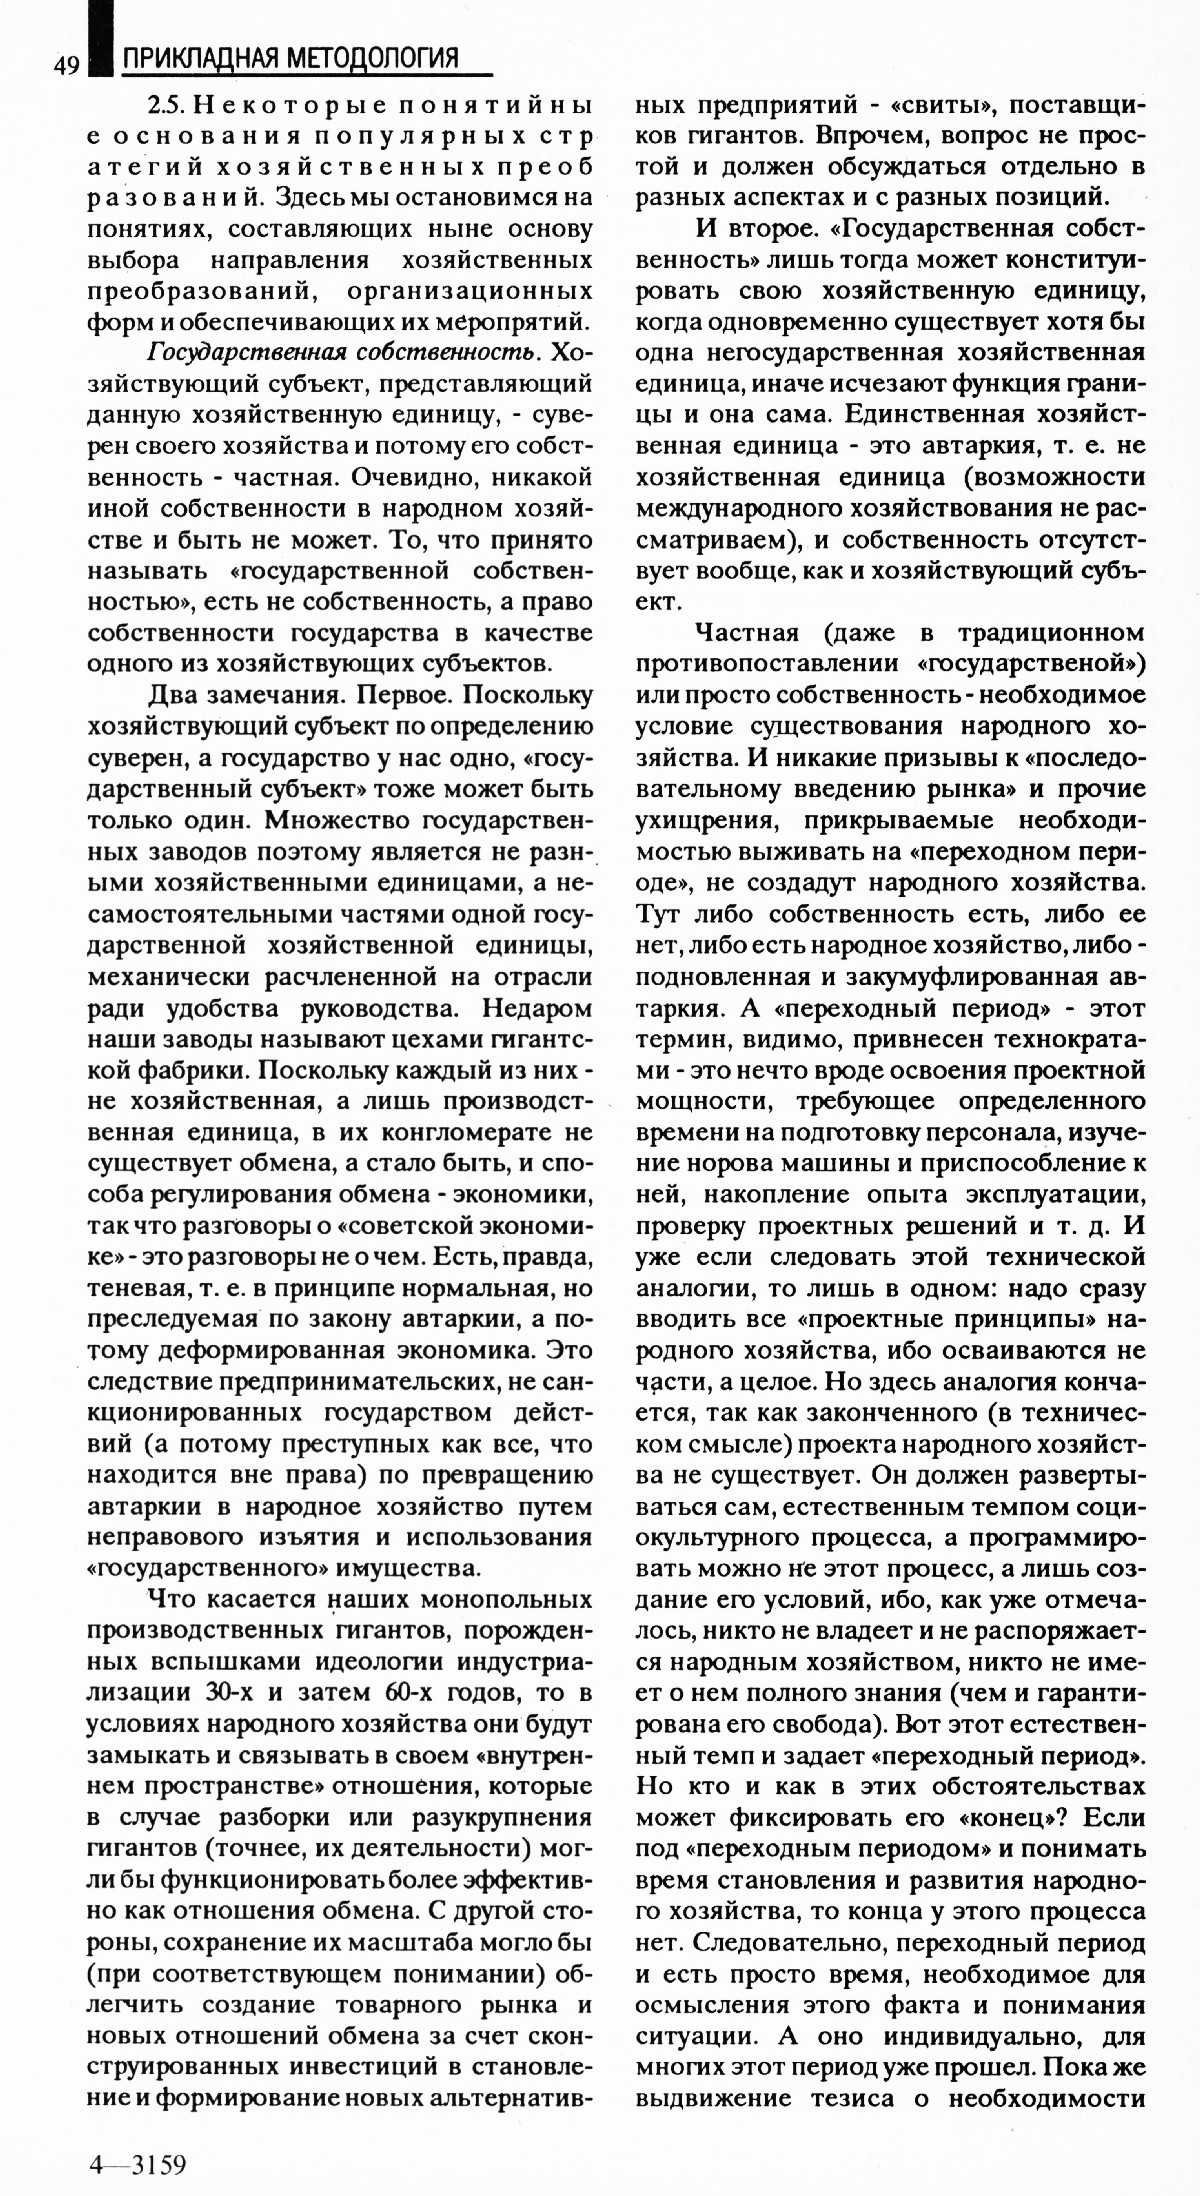 49 ПРИКЛАДНАЯ МЕТОДОЛОГИЯ
2.5. Н е к о т о р ы е п о н я т и й н ы
е о с н о в а н и я п о п у л я р н ы х с т р
а т е г и й х о з я й с т в е н н ы х п р е о б
р а з о в а н и й. Здесь мы остановимся на
понятиях, составляющих ныне основу
выбора направления хозяйственных
преобразований, организационных
форм и обеспечивающих их меропрятий.
Государственная собственность. Хо-
зяйствующий субъект, представляющий
данную хозяйственную единицу, - суве-
рен своего хозяйства и потому его собст-
венность - частная. Очевидно, никакой
иной собственности в народном хозяй-
стве и быть не может. То, что принято
называть «государственной собствен-
ностью», есть не собственность, а право
собственности государства в качестве
одного из хозяйствующих субъектов.
Два замечания. Первое. Поскольку
хозяйствующий субъект по определению
суверен, а государство у нас одно, «госу-
дарственный субъект» тоже может быть
только один. Множество государствен-
ных заводов поэтому является не разн-
ыми хозяйственными единицами, а не-
самостоятельными частями одной госу-
дарственной хозяйственной единицы,
механически расчлененной на отрасли
ради удобства руководства. Недаром
наши заводы называют цехами гигантс-
кой фабрики. Поскольку каждый из них -
не хозяйственная, а лишь производст-
венная единица, в их конгломерате не
существует обмена, а стало быть, и спо-
соба регулирования обмена - экономики,
так что разговоры о «советской экономи-
ке» - это разговоры не о чем. Есть, правда,
теневая, т. е. в принципе нормальная, но
преследуемая по закону автаркии, а по-
тому деформированная экономика. Это
следствие предпринимательских, не сан-
кционированных государством дейст-
вий (а потому преступных как все, что
находится вне права) по превращению
автаркии в народное хозяйство путем
неправового изъятия и использования
«государственного» имущества.
Что касается наших монопольных
производственных гигантов, порожден-
ных вспышками идеологии индустриа-
лизации 30-х и затем 60-х годов, то в
условиях народного хозяйства они будут
замыкать и связывать в своем «внутрен-
нем пространстве» отношения, которые
в случае разборки или разукрупнения
гигантов (точнее, их деятельности) мог-
ли бы функционировать более эффектив-
но как отношения обмена. С другой сто-
роны, сохранение их масштаба могло бы
(при соответствующем понимании) об-
легчить создание товарного рынка и
новых отношений обмена за счет скон-
струированных инвестиций в становле-
ние и формирование новых альтернатив-
ных предприятий - «свиты», поставщи-
ков гигантов. Впрочем, вопрос не прос-
той и должен обсуждаться отдельно в
разных аспектах и с разных позиций.
И второе. «Государственная собст-
венность» лишь тогда может конституи-
ровать свою хозяйственную единицу,
когда одновременно существует хотя бы
одна негосударственная хозяйственная
единица, иначе исчезают функция грани-
цы и она сама. Единственная хозяйст-
венная единица - это автаркия, т. е. не
хозяйственная единица (возможности
международного хозяйствования не рас-
сматриваем), и собственность отсутст-
вует вообще, как и хозяйствующий субъ-
ект.
Частная (даже в традиционном
противопоставлении «государственой»)
или просто собственность - необходимое
условие существования народного хо-
зяйства. И никакие призывы к «последо-
вательному введению рынка» и прочие
ухищрения, прикрываемые необходи-
мостью выживать на «переходном пери-
оде», не создадут народного хозяйства.
Тут либо собственность есть, либо ее
нет, либо есть народное хозяйство, либо -
подновленная и закумуфлированная ав-
таркия. А «переходный период» - этот
термин, видимо, привнесен технократа-
ми - это нечто вроде освоения проектной
мощности, требующее определенного
времени на подготовку персонала, изуче-
ние норова машины и приспособление к
ней, накопление опыта эксплуатации,
проверку проектных решений и т. д. И
уже если следовать этой технической
аналогии, то лишь в одном: надо сразу
вводить все «проектные принципы» на-
родного хозяйства, ибо осваиваются не
части, а целое. Но здесь аналогия конча-
ется, так как законченного (в техничес-
ком смысле) проекта народного хозяйст-
ва не существует. Он должен разверты-
ваться сам, естественным темпом соци-
окультурного процесса, а программиро-
вать можно не этот процесс, а лишь соз-
дание его условий, ибо, как уже отмеча-
лось, никто не владеет и не распоряжает-
ся народным хозяйством, никто не име-
ет о нем полного знания (чем и гаранти-
рована его свобода). Вот этот естествен-
ный темп и задает «переходный период».
Но кто и как в этих обстоятельствах
может фиксировать его «конец»? Если
под «переходным периодом» и понимать
время становления и развития народно-
го хозяйства, то конца у этого процесса
нет. Следовательно, переходный период
и есть просто время, необходимое для
осмысления этого факта и понимания
ситуации. А оно индивидуально, для
многих этот период уже прошел. Пока же
выдвижение тезиса о необходимости
4—3159